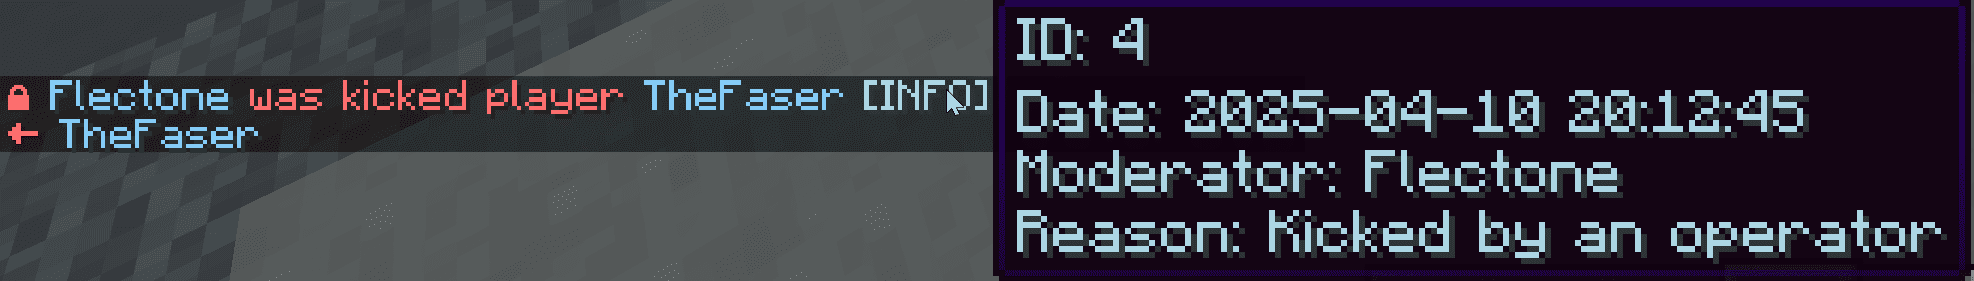 Flectone was kicked player TheFaser [INFO]
TheFaser
ID: 4
Date: 2025-04-10 20:12:45
Moderator: Flectone
Reason: Kicked by an operator